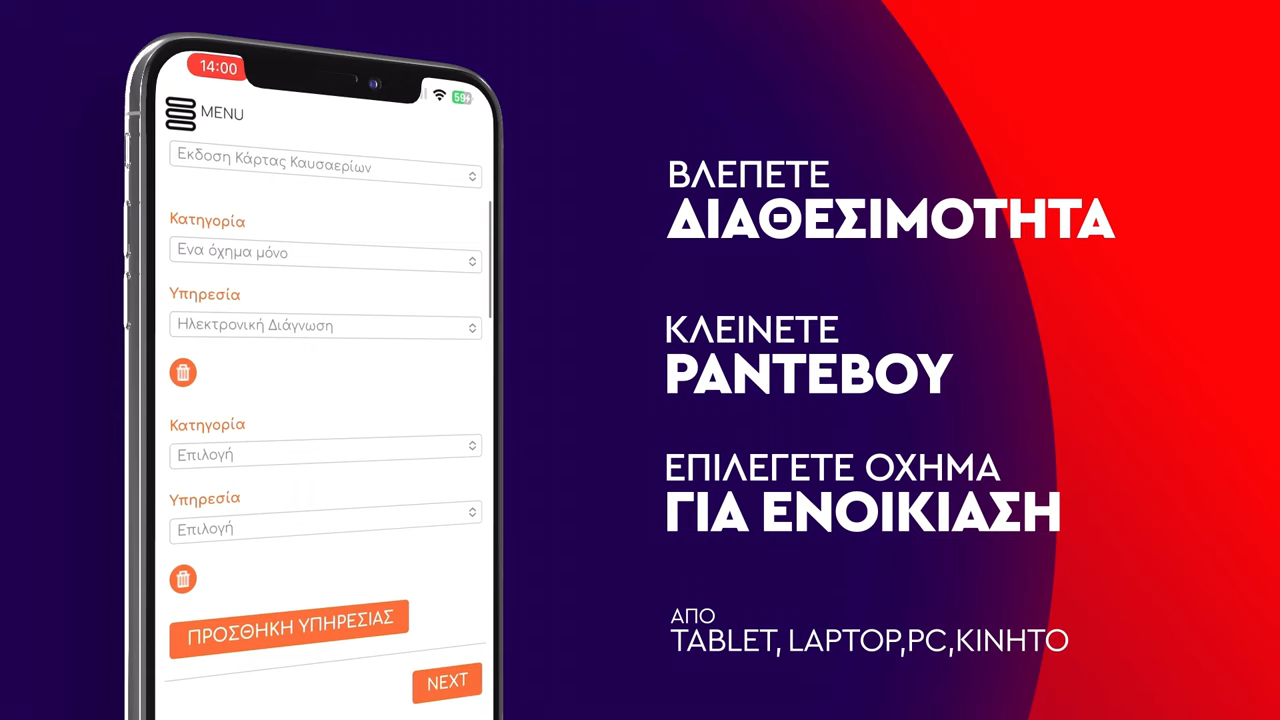 14:00
59
MENU
Εκδοση Κάρτας Καυσαερίων
Κατηγορία
Ενα όχημα μόνο
Υπηρεσία
Ηλεκτρονική Διάγνωση
Κατηγορία
Επιλογή
Υπηρεσία
Επιλογή
ΠΡΟΣΘΗΚΗ ΥΠΗΡΕΣΙΑΣ
NEXT
ΒΛΕΠΕΤΕ
ΔΙΑΘΕΣΙΜΟΤΗΤΑ
ΚΛΕΙΝΕΤΕ
ΡΑΝΤΕΒΟΥ
ΕΠΙΛΕΓΕΤΕ ΟΧΗΜΑ
ΓΙΑ ΕΝΟΙΚΙΑΣΗ
ΑΠΟ
TABLET, LAPTOP,PC,ΚΙΝΗΤΟ